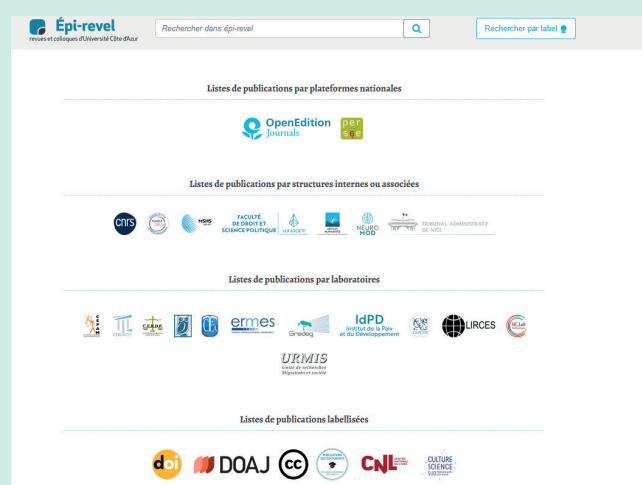 Épi-revel
revues et colloques d'Université Côte d'Azur
Rechercher dans épi-revel
Rechercher par label
Listes de publications par plateformes nationales
OpenEdition
Journals
per
see
Listes de publications par structures internes ou associées
cnrs
MSHS
FACULTÉ
DE DROIT ET
SCIENCE POLITIQUE
LEX SOCIÉTÉ
NEURO
MOD
TRIBUNAL ADMINISTRATIF
DE NICE
Listes de publications par laboratoires
ermes
Gredeg
IdPD
Institut de la Paix
et du Développement
LIRCES
URMIS
Unité de recherches
Migrations et société
Listes de publications labellisées
doi
DOAJ
cc
CNL
CULTURE
SCIENCE